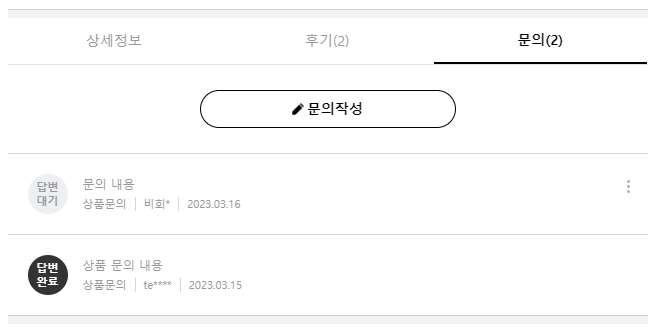 상세정보 후기(2) 문의(2)
문의작성
답변
대기
문의 내용
상품문의 비회* 2023.03.16
답변
완료
상품 문의 내용
상품문의 te**** 2023.03.15